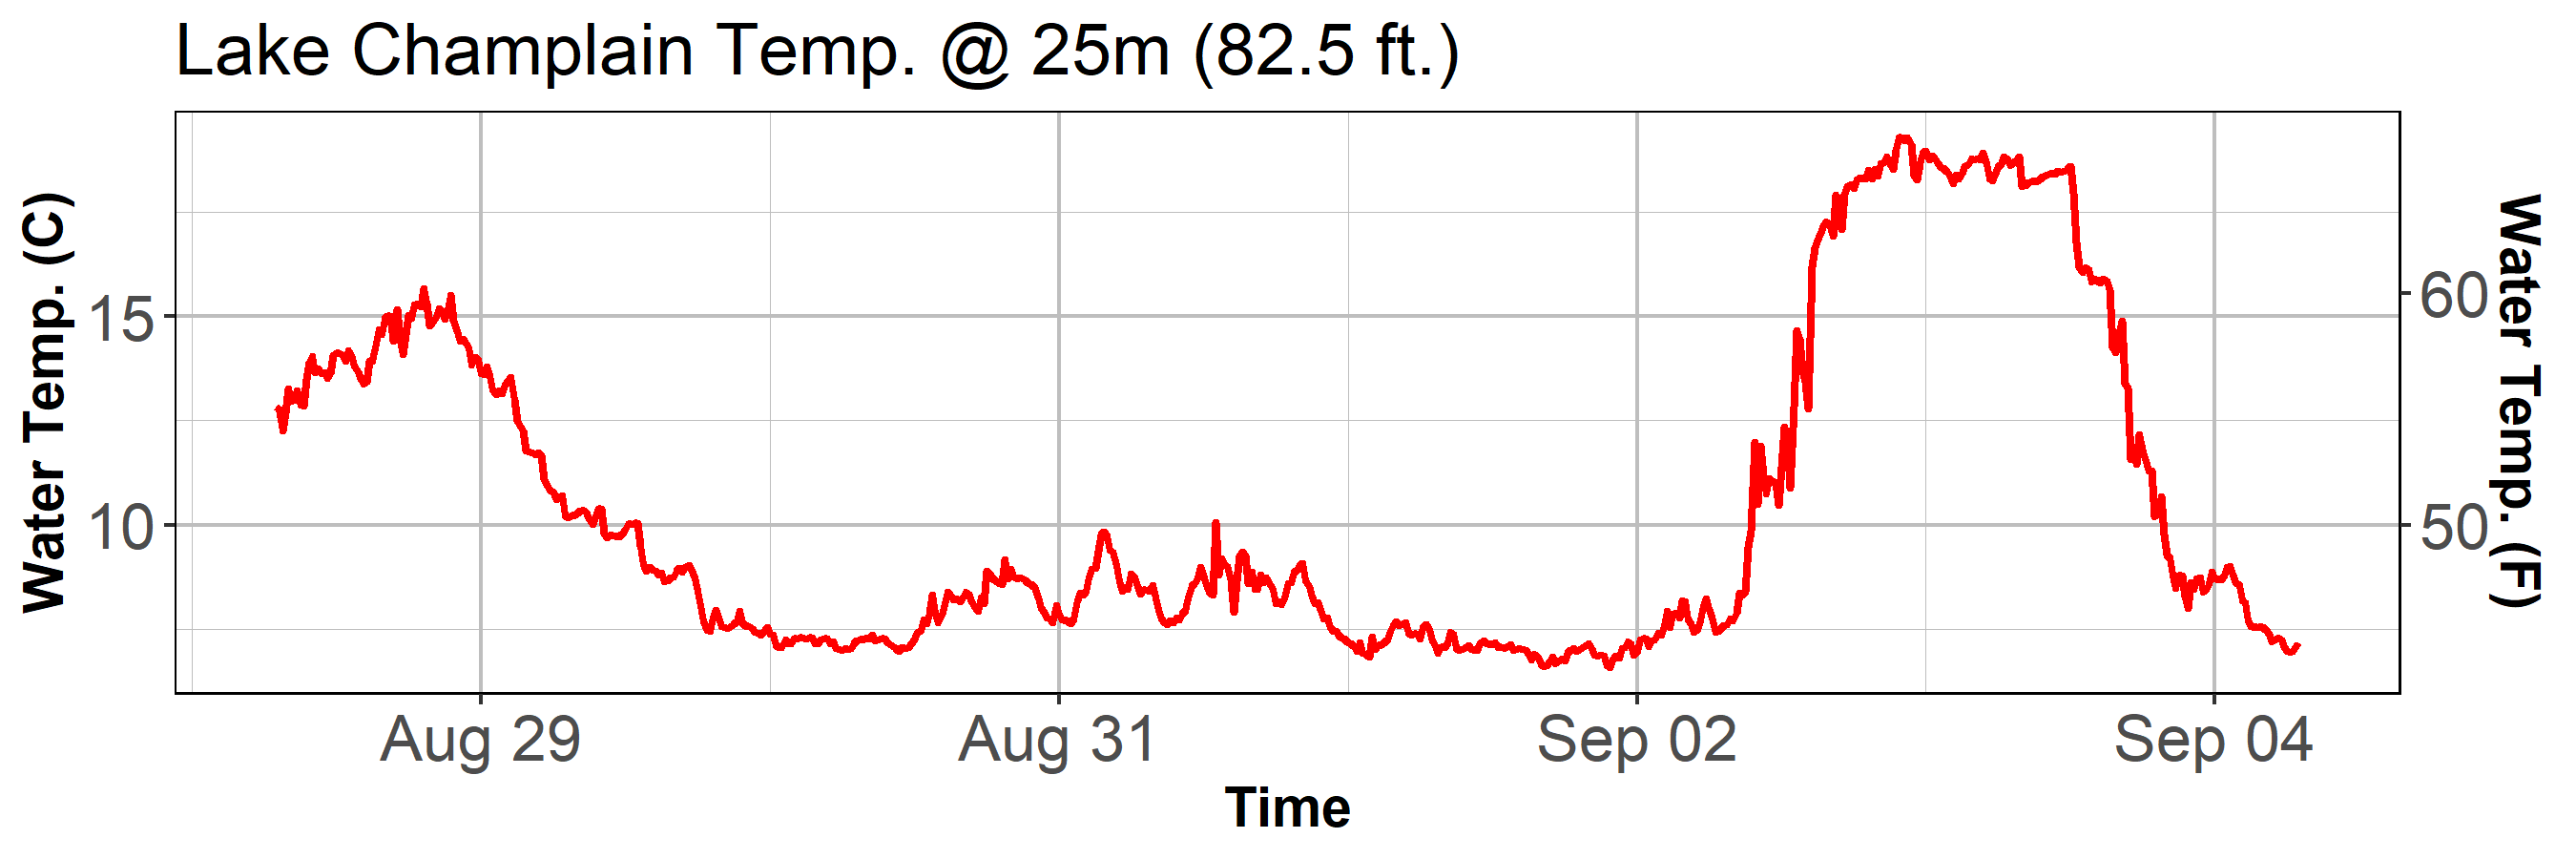 Lake Champlain Temp. @ 25m (82.5 ft.)
Water Temp. (C)
15
10
60
50
Water Temp. (F)
Aug 29
Aug 31
Sep 02
Sep 04
Time